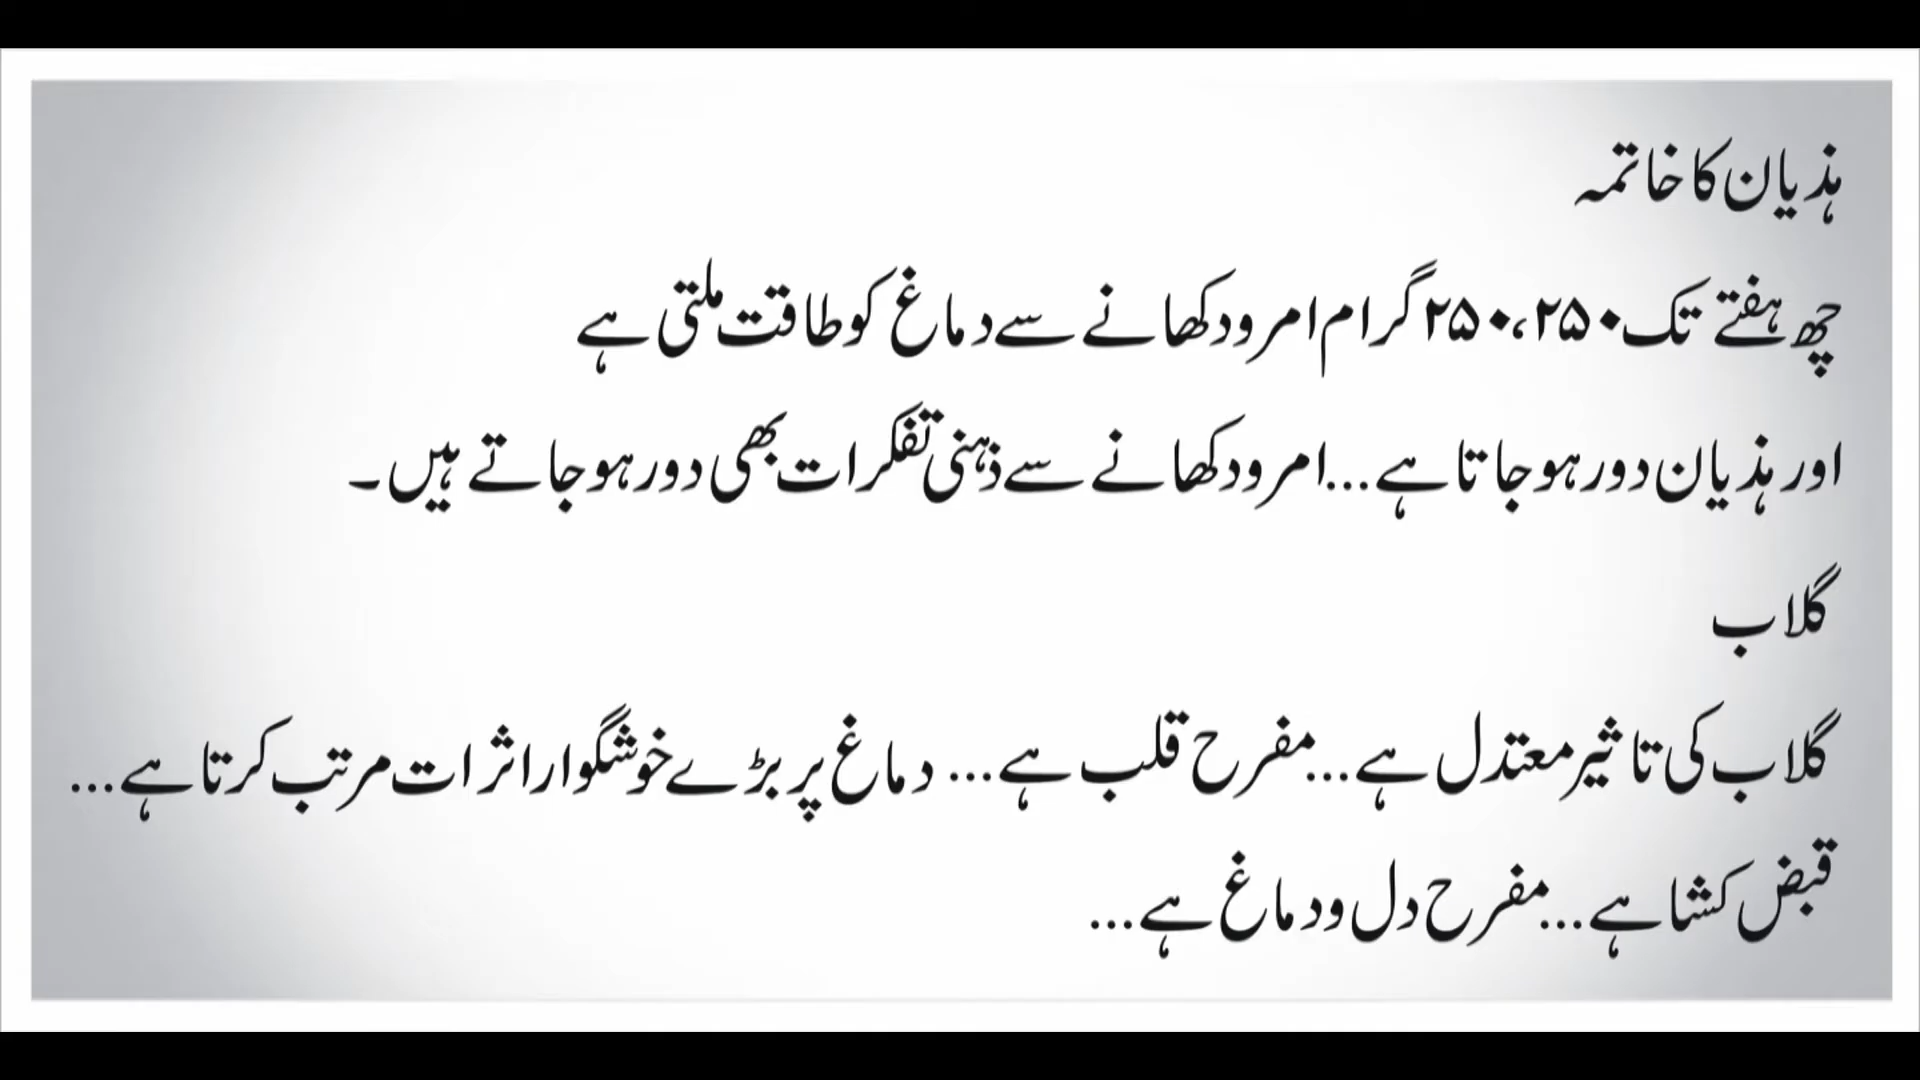 ہذیان کا خاتمہ
چھ ہفتے تک ۲۵۰،۲۵۰ گرام امرود کھانے سے دماغ کو طاقت ملتی ہے
اور ہذیان دور ہو جاتا ہے...امرود کھانے سے ذہنی تفکرات بھی دور ہو جاتے ہیں۔
گلاب
گلاب کی تاثیر معتدل ہے...مفرح قلب ہے... دماغ پر بڑے خوشگوار اثرات مرتب کرتا ہے...
قبض کشا ہے...مفرح دل و دماغ ہے...